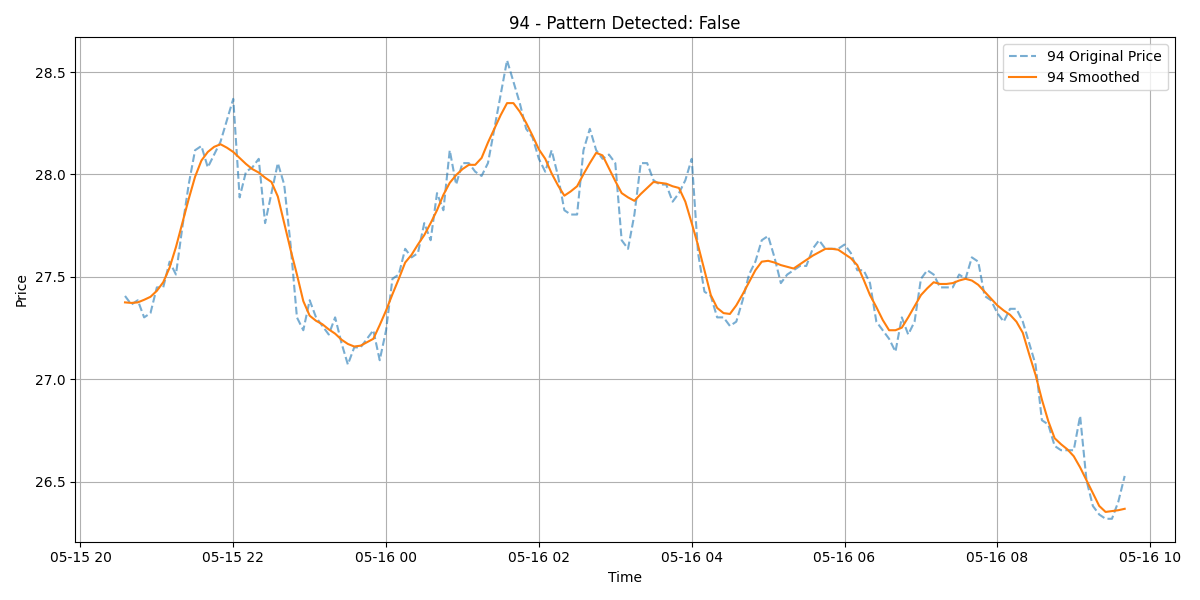 94 - Pattern Detected: False
94 Original Price
94 Smoothed
28.5
28.0
27.5
27.0
26.5
Price
05-15 20
05-15 22
05-16 00
05-16 02
05-16 04
05-16 06
05-16 08
05-16 10
Time